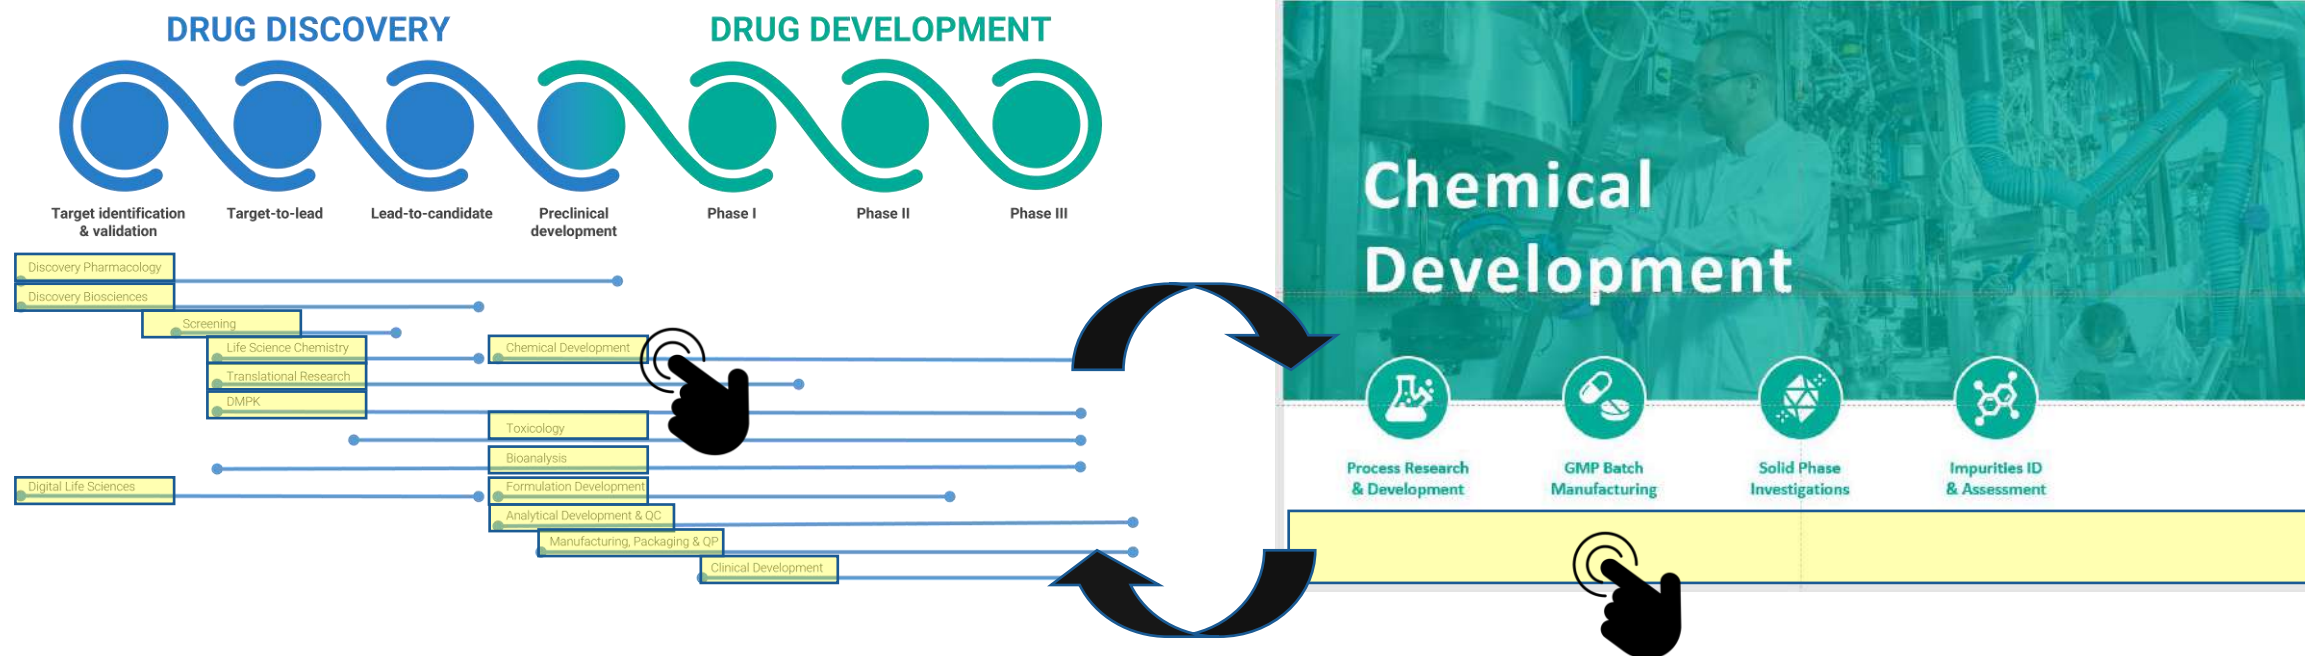 DRUG DISCOVERY
DRUG DEVELOPMENT
Target identification
& validation
Target-to-lead
Lead-to-candidate
Preclinical
development
Phase I
Phase II
Phase III
Discovery Pharmacology
Discovery Biosciences
Screening
Life Science Chemistry
Chemical Development
Translational Research
DMPK
Toxicology
Bioanalysis
Digital Life Sciences
Formulation Development
Analytical Development & QC
Manufacturing, Packaging & QP
Clinical Development
Chemical
Development
Process Research
& Development
GMP Batch
Manufacturing
Solid Phase
Investigations
Impurities ID
& Assessment